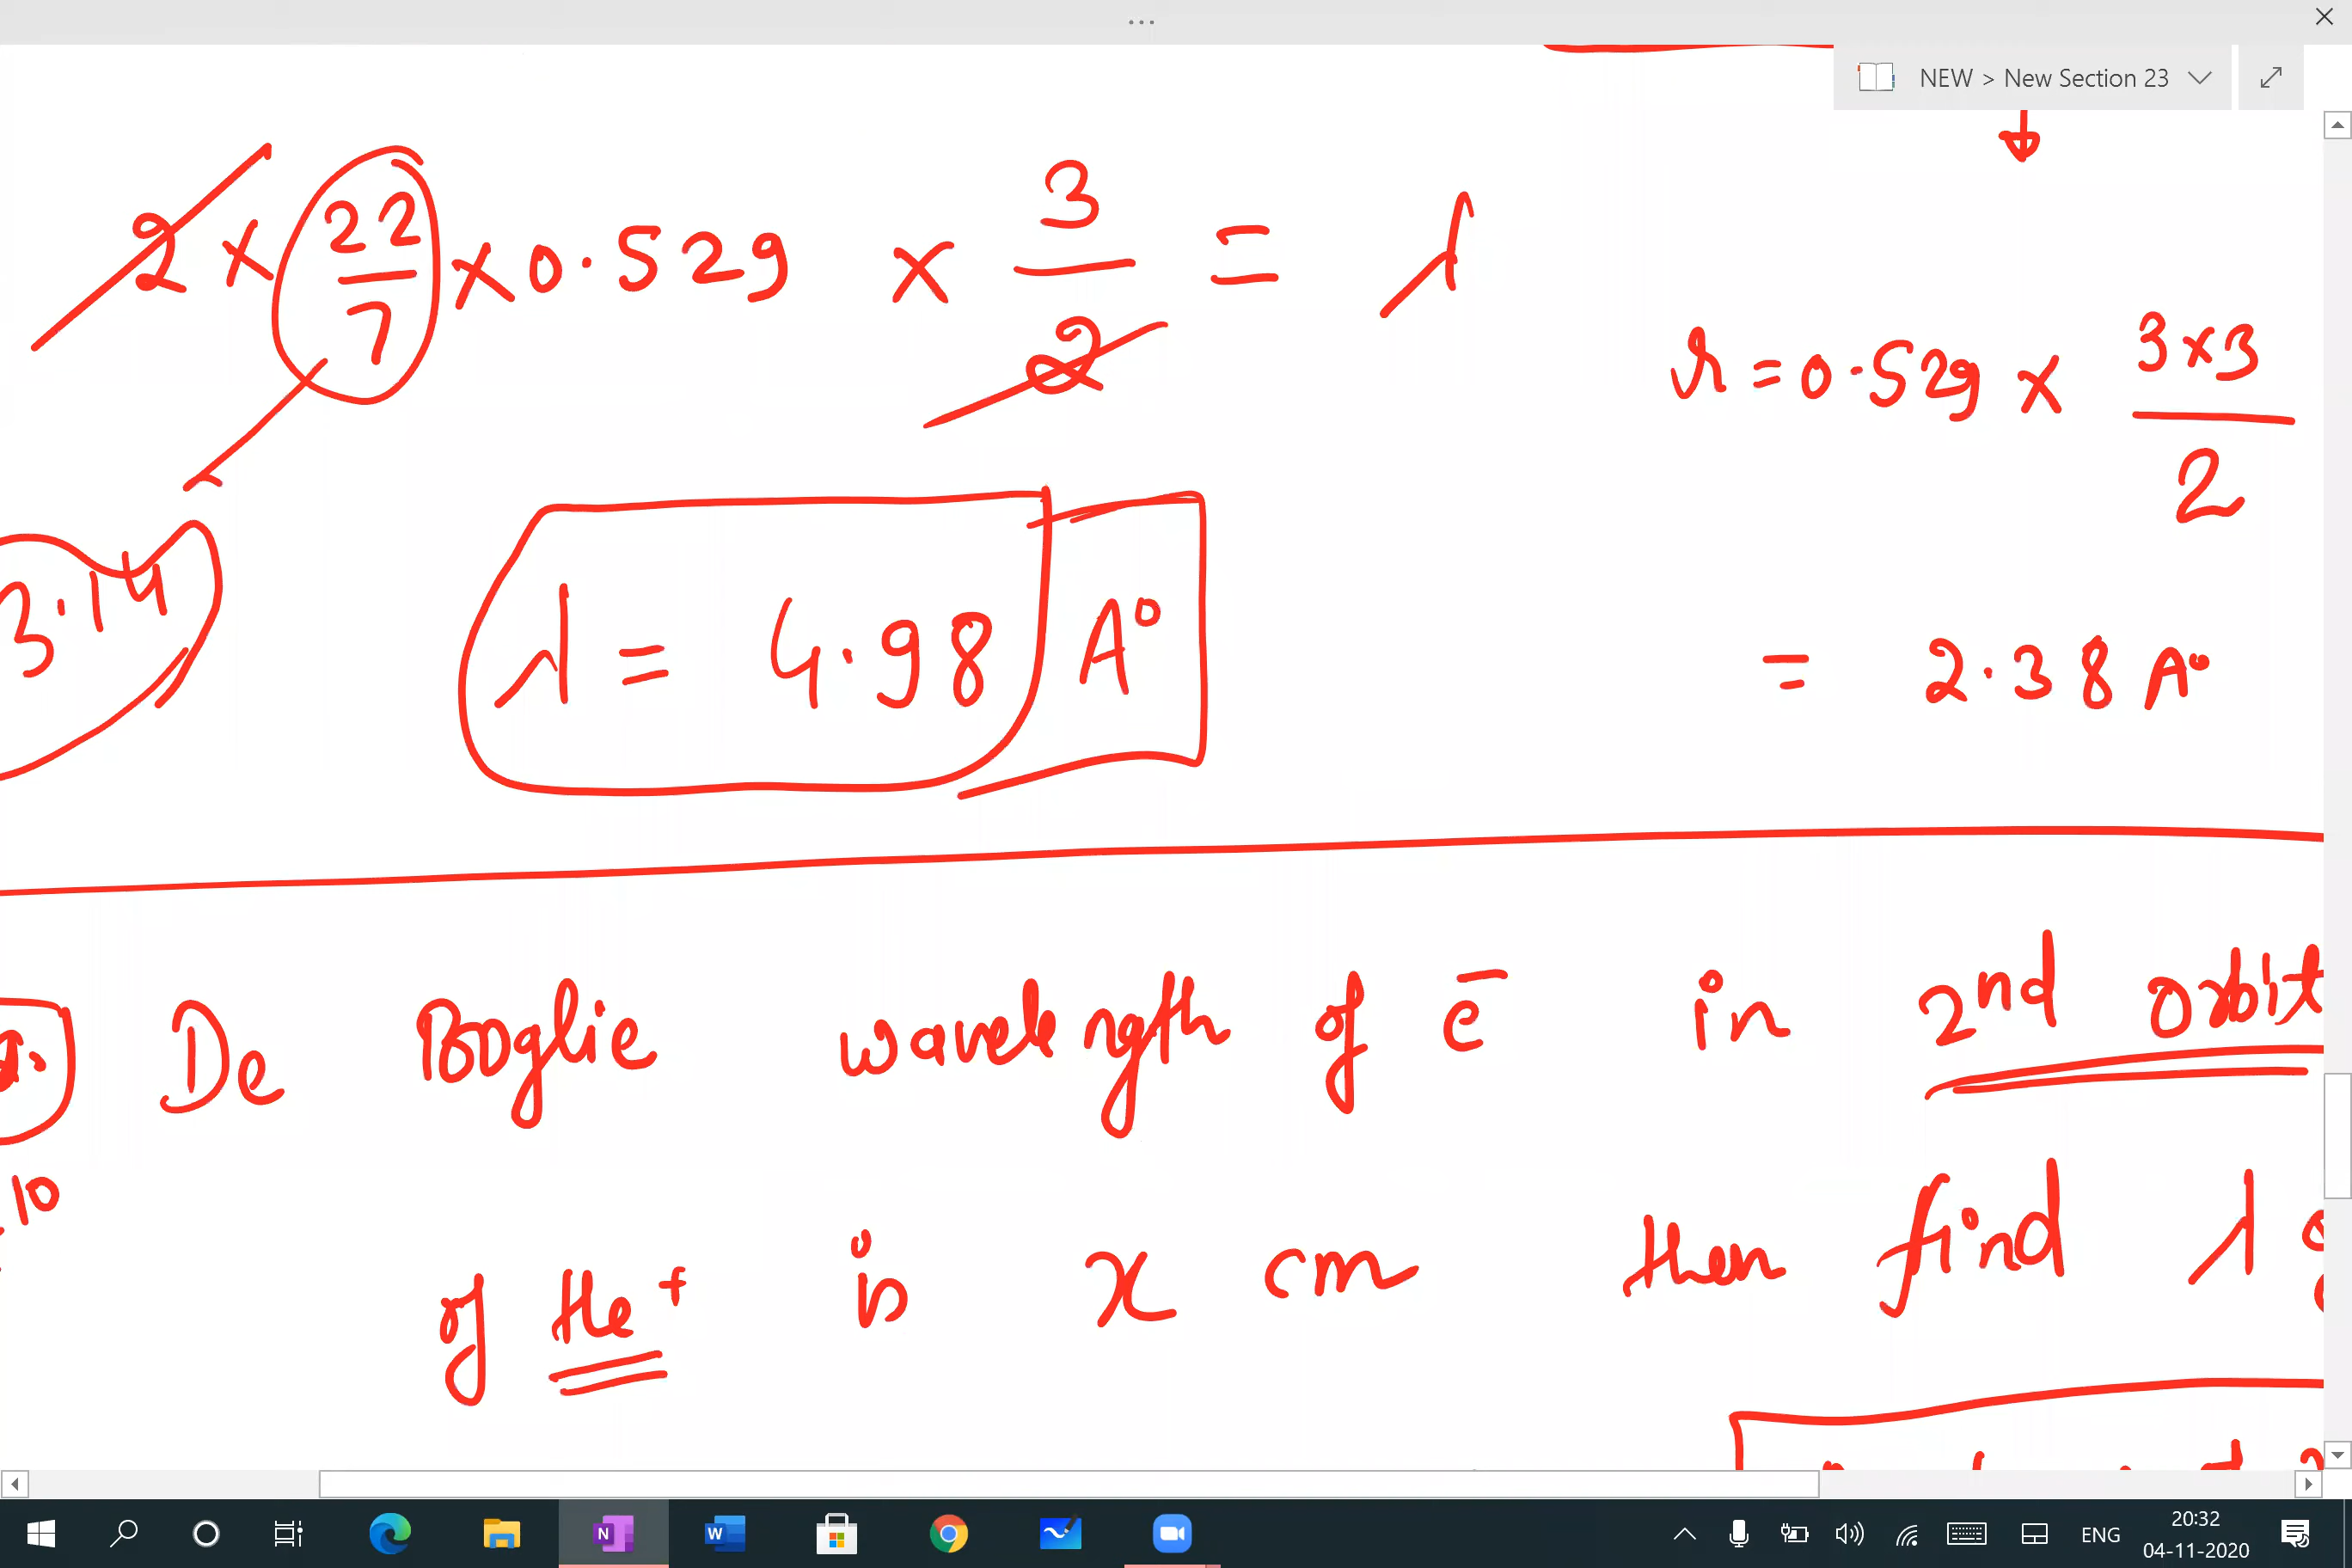 NEW > New Section 23
2 × 22/7 × 0.529 × 3/2 = λ
r = 0.529 × 3×3/2
3.14
λ = 4.98 A°
= 2.38 A°
De Broglie wavelength of e⁻ in 2nd orbit
10
of He⁺ is x cm then find λ
ENG
20:32
04-11-2020